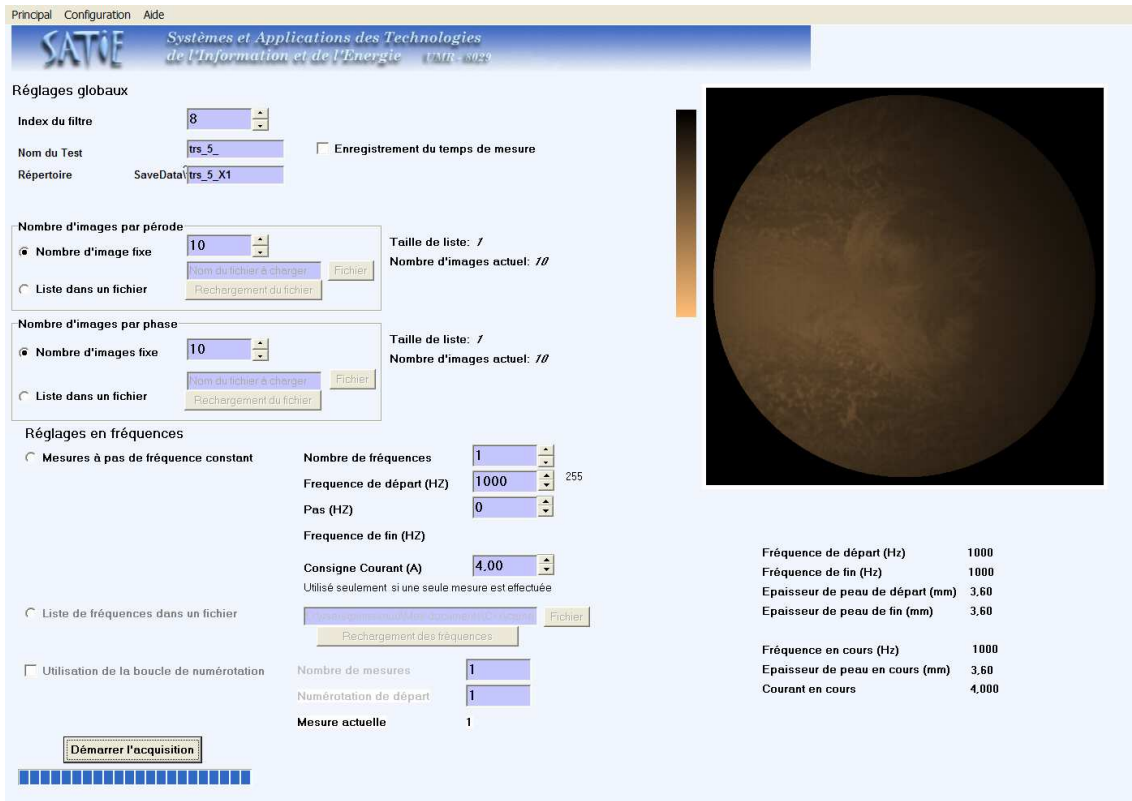 Principal Configuration Aide
SATIE
Systèmes et Applications des Technologies
de l'Information et de l'Energie UMR - 8029
Réglages globaux
Index du filtre 8
Nom du Test trs_5_ Enregistrement du temps de mesure
Répertoire SaveData\ trs_5_X1
Nombre d'images par pérode
Nombre d'image fixe 10
Nom du fichier à charger Fichier
Liste dans un fichier Rechargement du fichier
Taille de liste: 1
Nombre d'images actuel: 10
Nombre d'images par phase
Nombre d'images fixe 10
Nom du fichier à charger Fichier
Liste dans un fichier Rechargement du fichier
Taille de liste: 1
Nombre d'images actuel: 10
Réglages en fréquences
Mesures à pas de fréquence constant
Nombre de fréquences 1
Frequence de départ (HZ) 1000 255
Pas (HZ) 0
Frequence de fin (HZ)
Consigne Courant (A) 4,00
Utilisé seulement si une seule mesure est effectuée
Liste de fréquences dans un fichier Fichier
Rechargement des fréquences
Utilisation de la boucle de numérotation
Nombre de mesures 1
Numérotation de départ 1
Mesure actuelle 1
Démarrer l'acquisition
Fréquence de départ (Hz) 1000
Fréquence de fin (Hz) 1000
Epaisseur de peau de départ (mm) 3,60
Epaisseur de peau de fin (mm) 3,60
Fréquence en cours (Hz) 1000
Epaisseur de peau en cours (mm) 3,60
Courant en cours 4,000